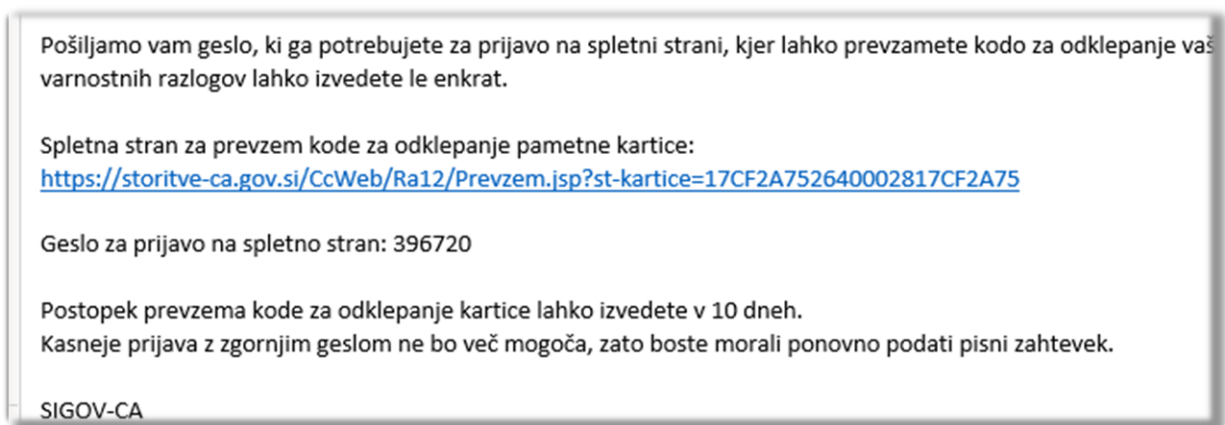 Pošiljamo vam geslo, ki ga potrebujete za prijavo na spletni strani, kjer lahko prevzamete kodo za odklepanje vaš
varnostnih razlogov lahko izvedete le enkrat.
Spletna stran za prevzem kode za odklepanje pametne kartice:
https://storitve-ca.gov.si/CcWeb/Ra12/Prevzem.jsp?st-kartice=17CF2A752640002817CF2A75
Geslo za prijavo na spletno stran: 396720
Postopek prevzema kode za odklepanje kartice lahko izvedete v 10 dneh.
Kasneje prijava z zgornjim geslom ne bo več mogoča, zato boste morali ponovno podati pisni zahtevek.
SIGOV-CA